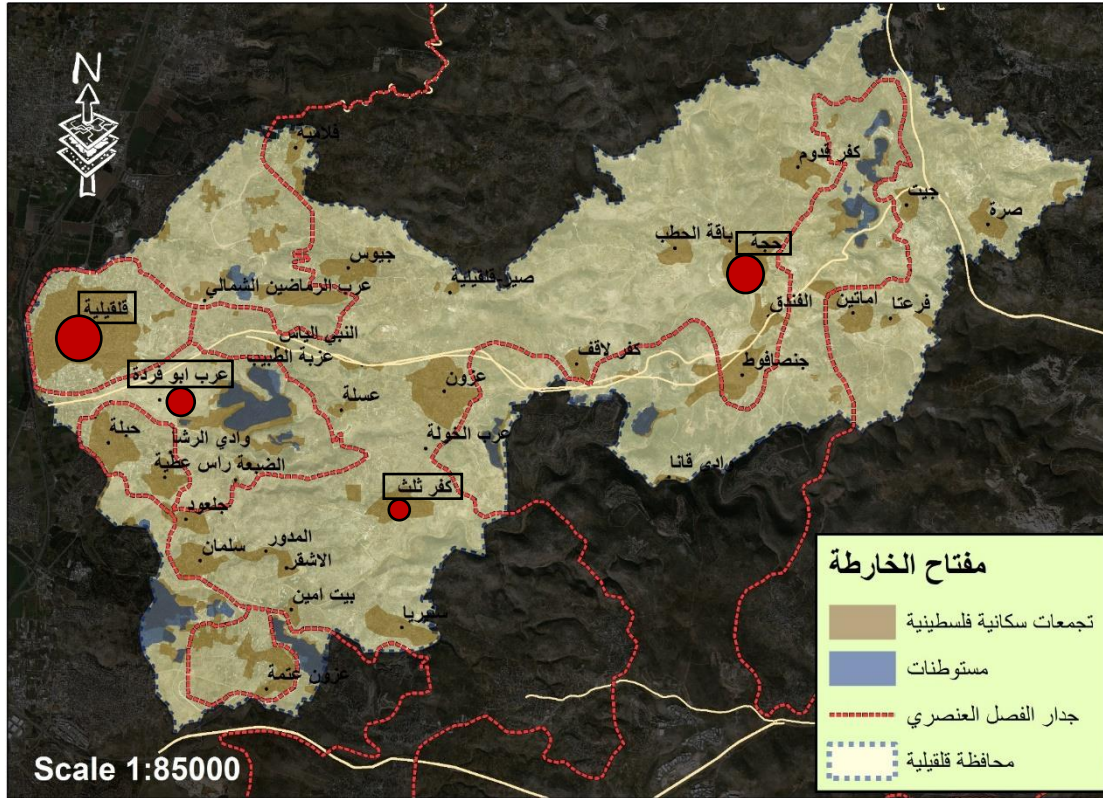 N
فلامية
كفر قدوم
جيت
صرة
باقة الحطب
حجة
جيوس
صير-قلقيلية
عرب الرماضين الشمالي
قلقيلية
الفندق
اماتين
فرعتا
النبي الياس
عزبة الطبيب
كفر لاقف
جنصافوط
عرب ابو فردة
عزون
عسلة
حبلة
وادي الرشا
عرب الخولة
راس عطية
الضبعة
وادي قانا
كفر ثلث
جلعود
المدور
سلمان
الاشقر
بيت امين
عزون عتمة
مفتاح الخارطة
تجمعات سكانية فلسطينية
مستوطنات
جدار الفصل العنصري
محافظة قلقيلية
Scale 1:85000